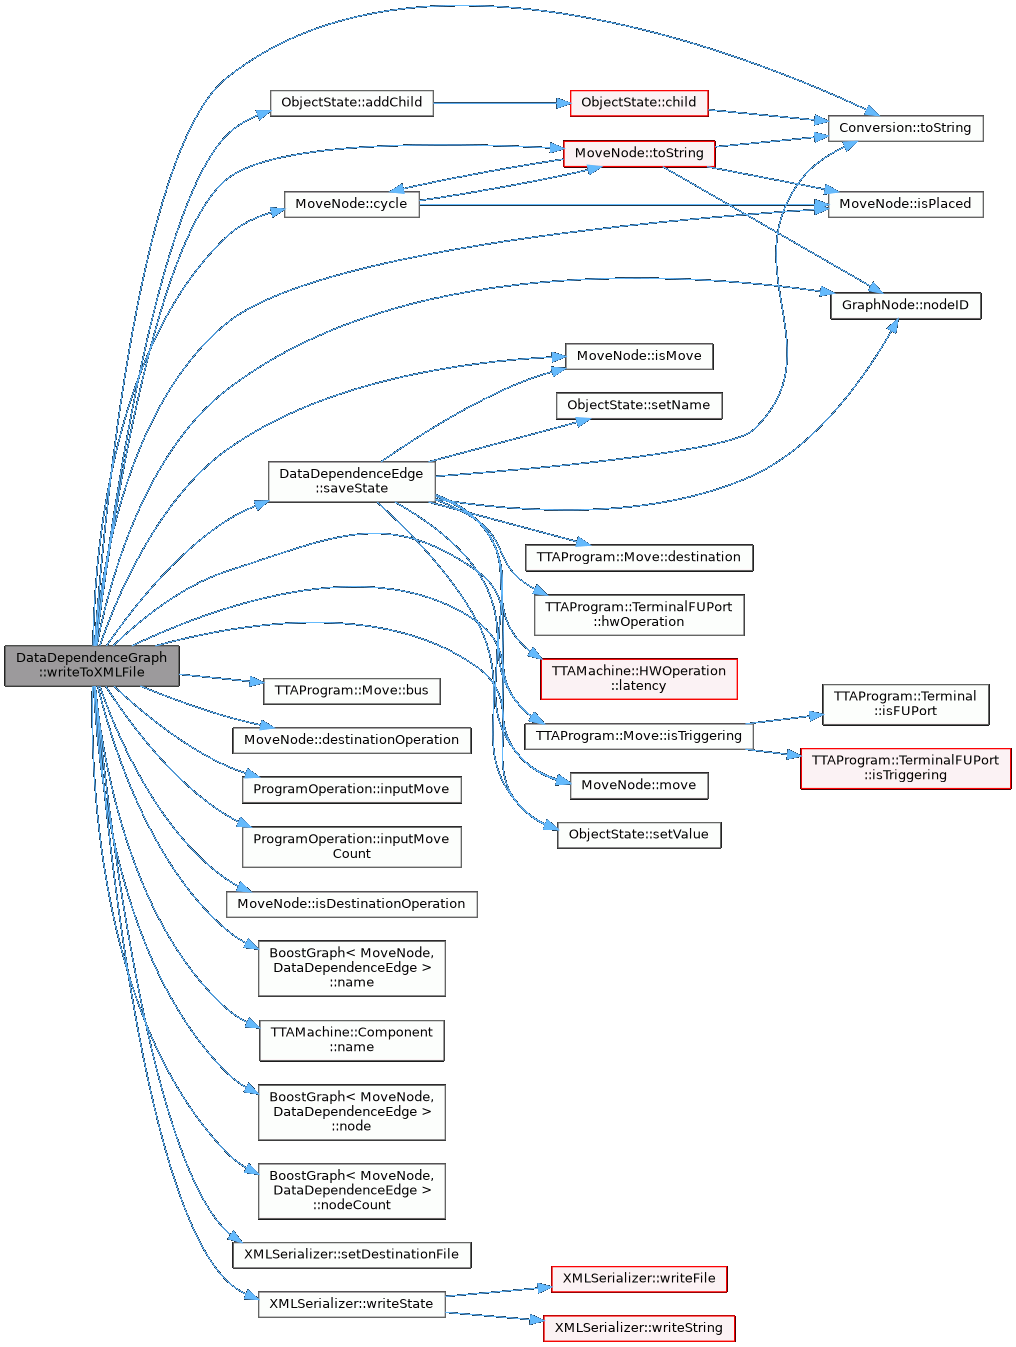 DataDependenceGraph
::writeToXMLFile
ObjectState::addChild
ObjectState::child
Conversion::toString
MoveNode::toString
MoveNode::cycle
MoveNode::isPlaced
GraphNode::nodeID
MoveNode::isMove
ObjectState::setName
DataDependenceEdge
::saveState
TTAProgram::Move::destination
TTAProgram::TerminalFUPort
::hwOperation
TTAMachine::HWOperation
::latency
TTAProgram::Move::isTriggering
TTAProgram::Terminal
::isFUPort
TTAProgram::TerminalFUPort
::isTriggering
MoveNode::move
ObjectState::setValue
TTAProgram::Move::bus
MoveNode::destinationOperation
ProgramOperation::inputMove
ProgramOperation::inputMove
Count
MoveNode::isDestinationOperation
BoostGraph< MoveNode,
DataDependenceEdge >
::name
TTAMachine::Component
::name
BoostGraph< MoveNode,
DataDependenceEdge >
::node
BoostGraph< MoveNode,
DataDependenceEdge >
::nodeCount
XMLSerializer::setDestinationFile
XMLSerializer::writeState
XMLSerializer::writeFile
XMLSerializer::writeString